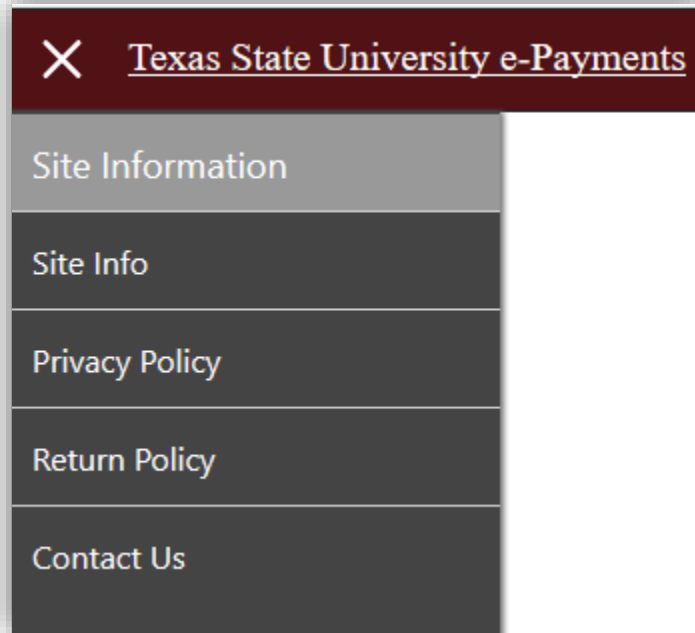 Texas State University e-Payments
Site Information
Site Info
Privacy Policy
Return Policy
Contact Us